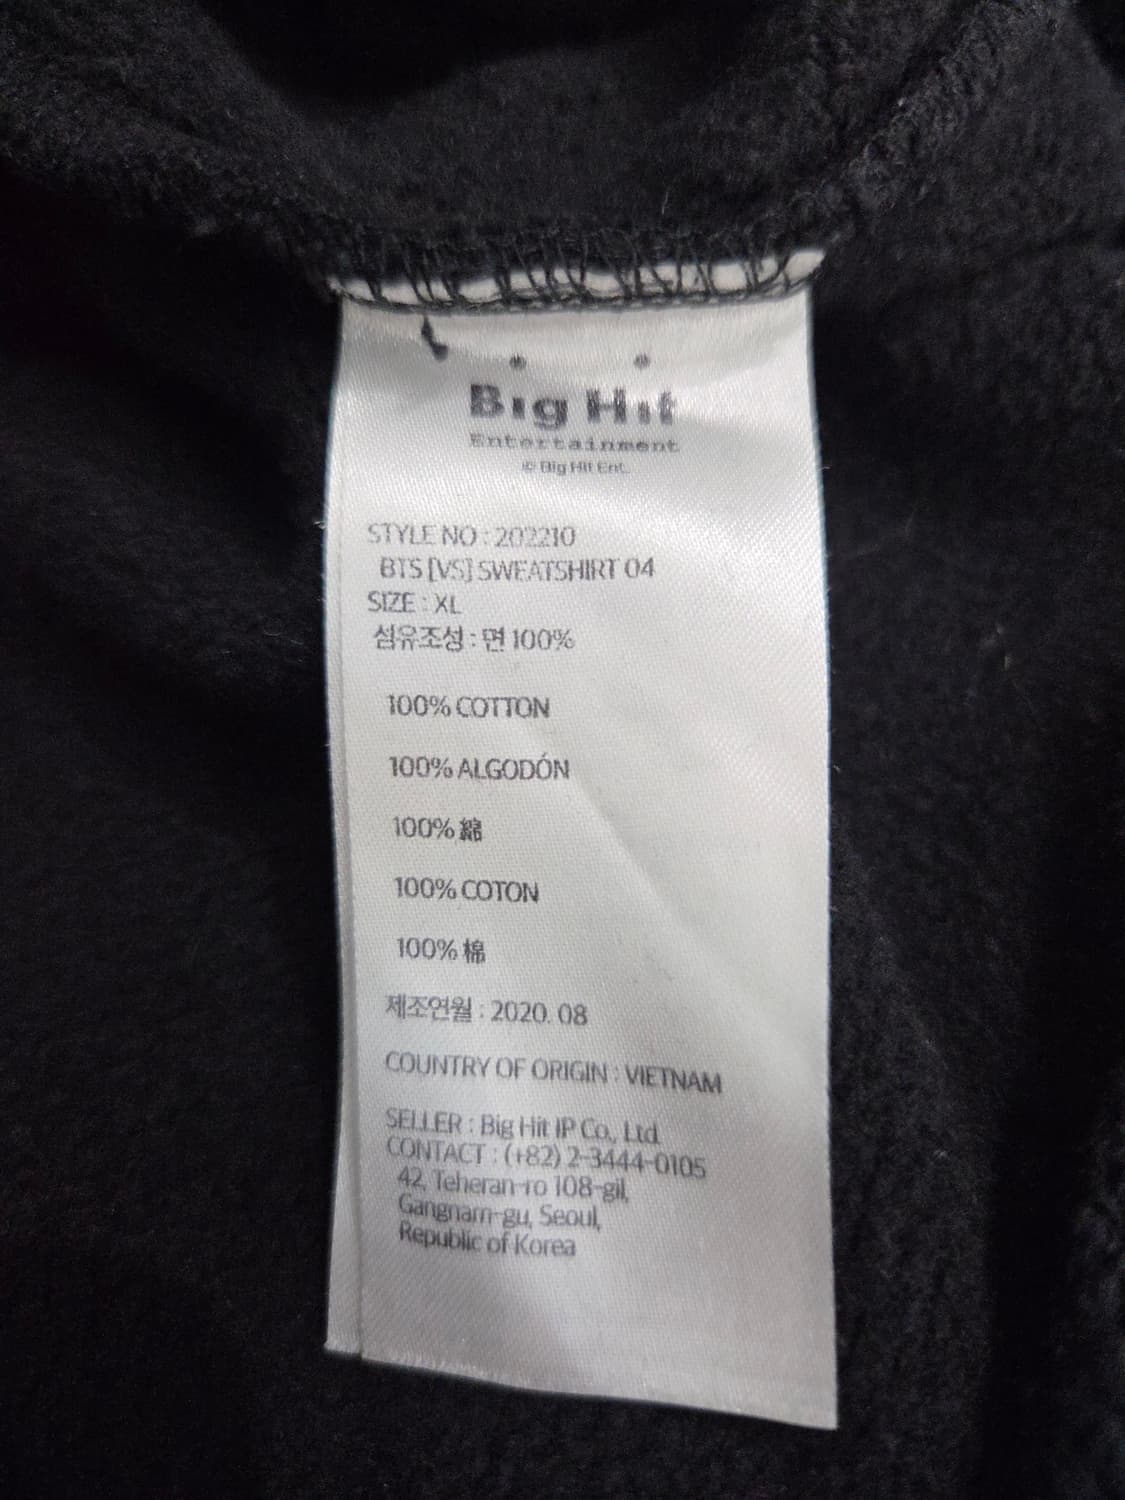 Big Hit
Entertainment
© Big Hit Ent.
STYLE NO : 202210
BTS [VS] SWEATSHIRT 04
SIZE : XL
섬유조성 : 면 100%
100% COTTON
100% ALGODÓN
100% 綿
100% COTON
100% 棉
제조연월 : 2020. 08
COUNTRY OF ORIGIN : VIETNAM
SELLER : Big Hit IP Co., Ltd.
CONTACT : (+82) 2-3444-0105
42, Teheran-ro 108-gil,
Gangnam-gu, Seoul,
Republic of Korea